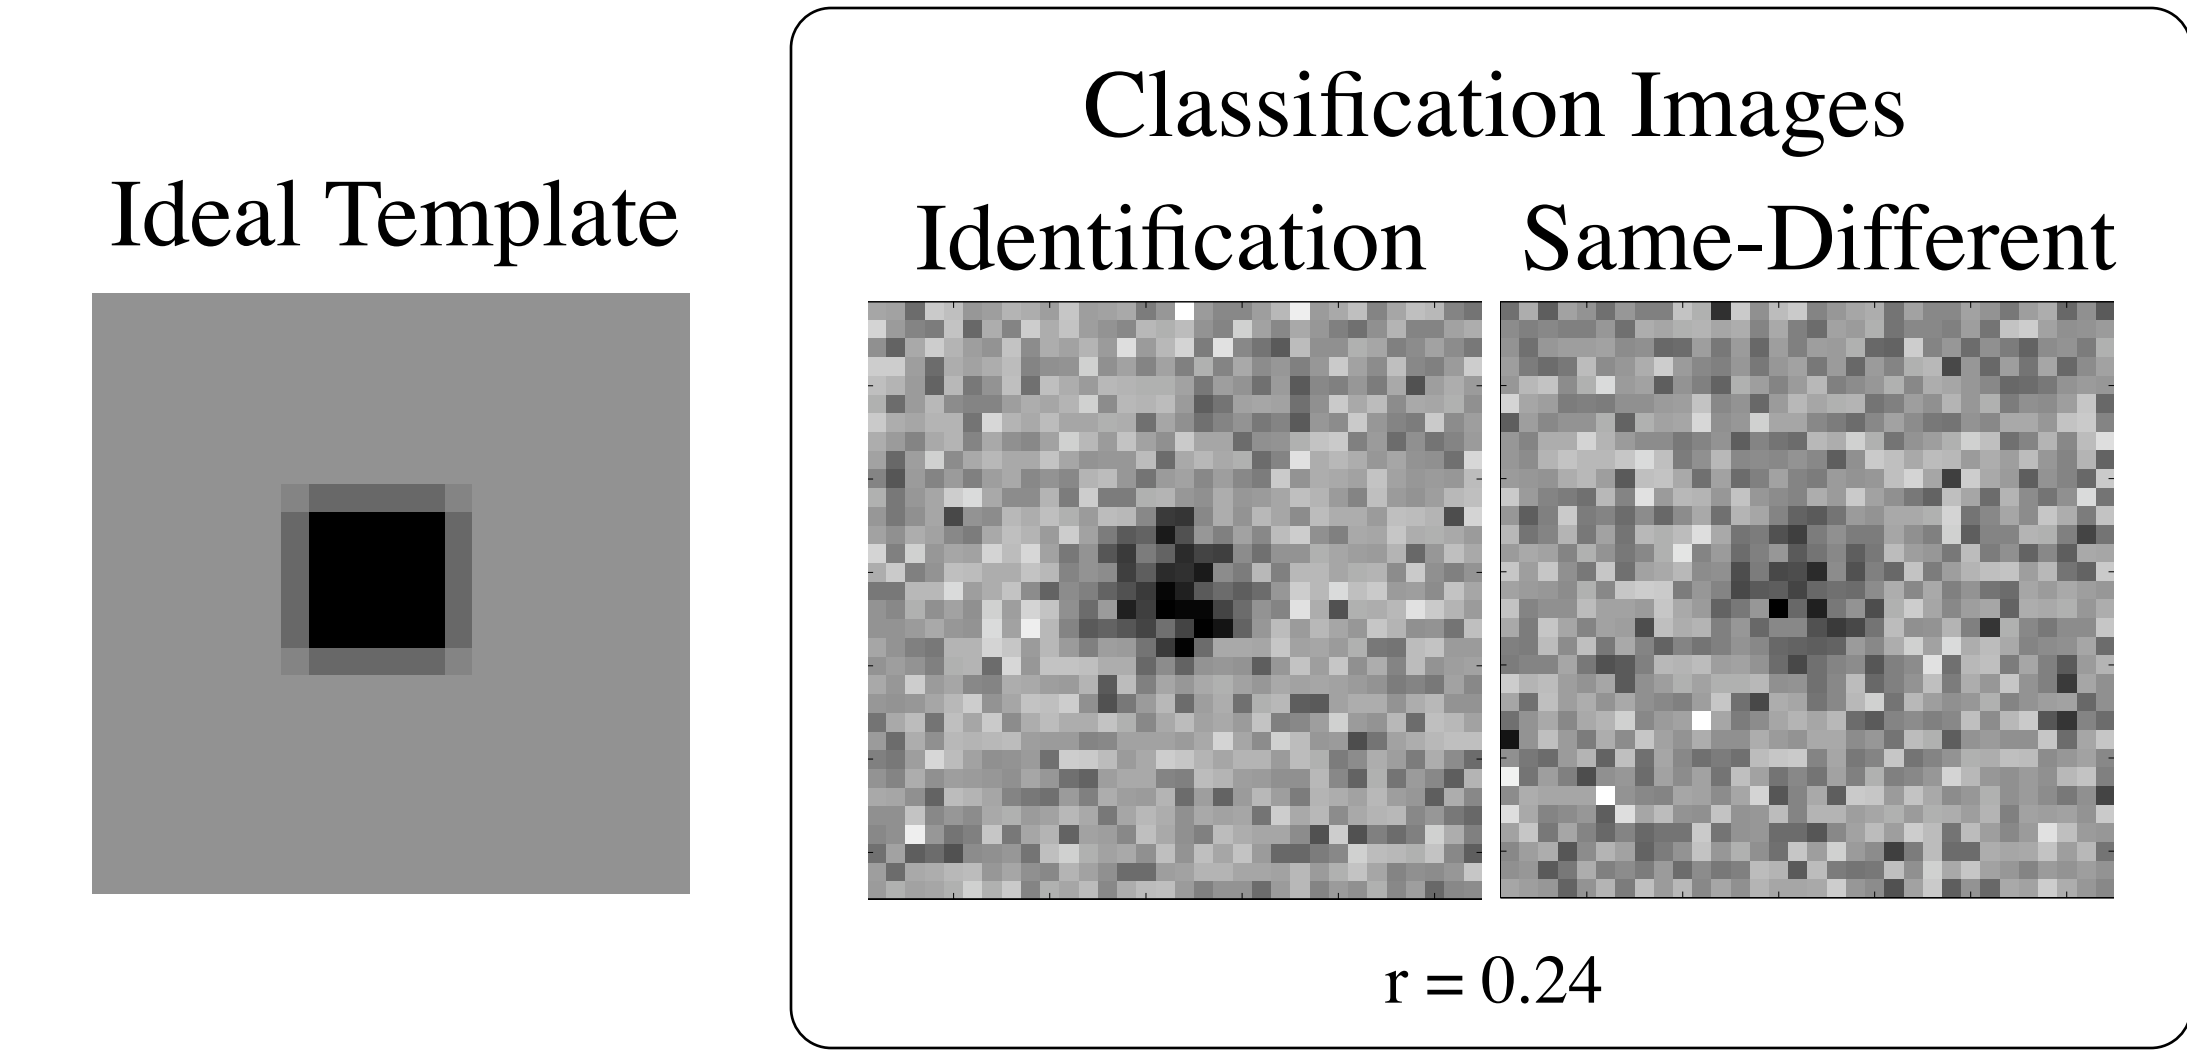 Ideal Template
Classification Images
Identification
Same-Different
r = 0.24